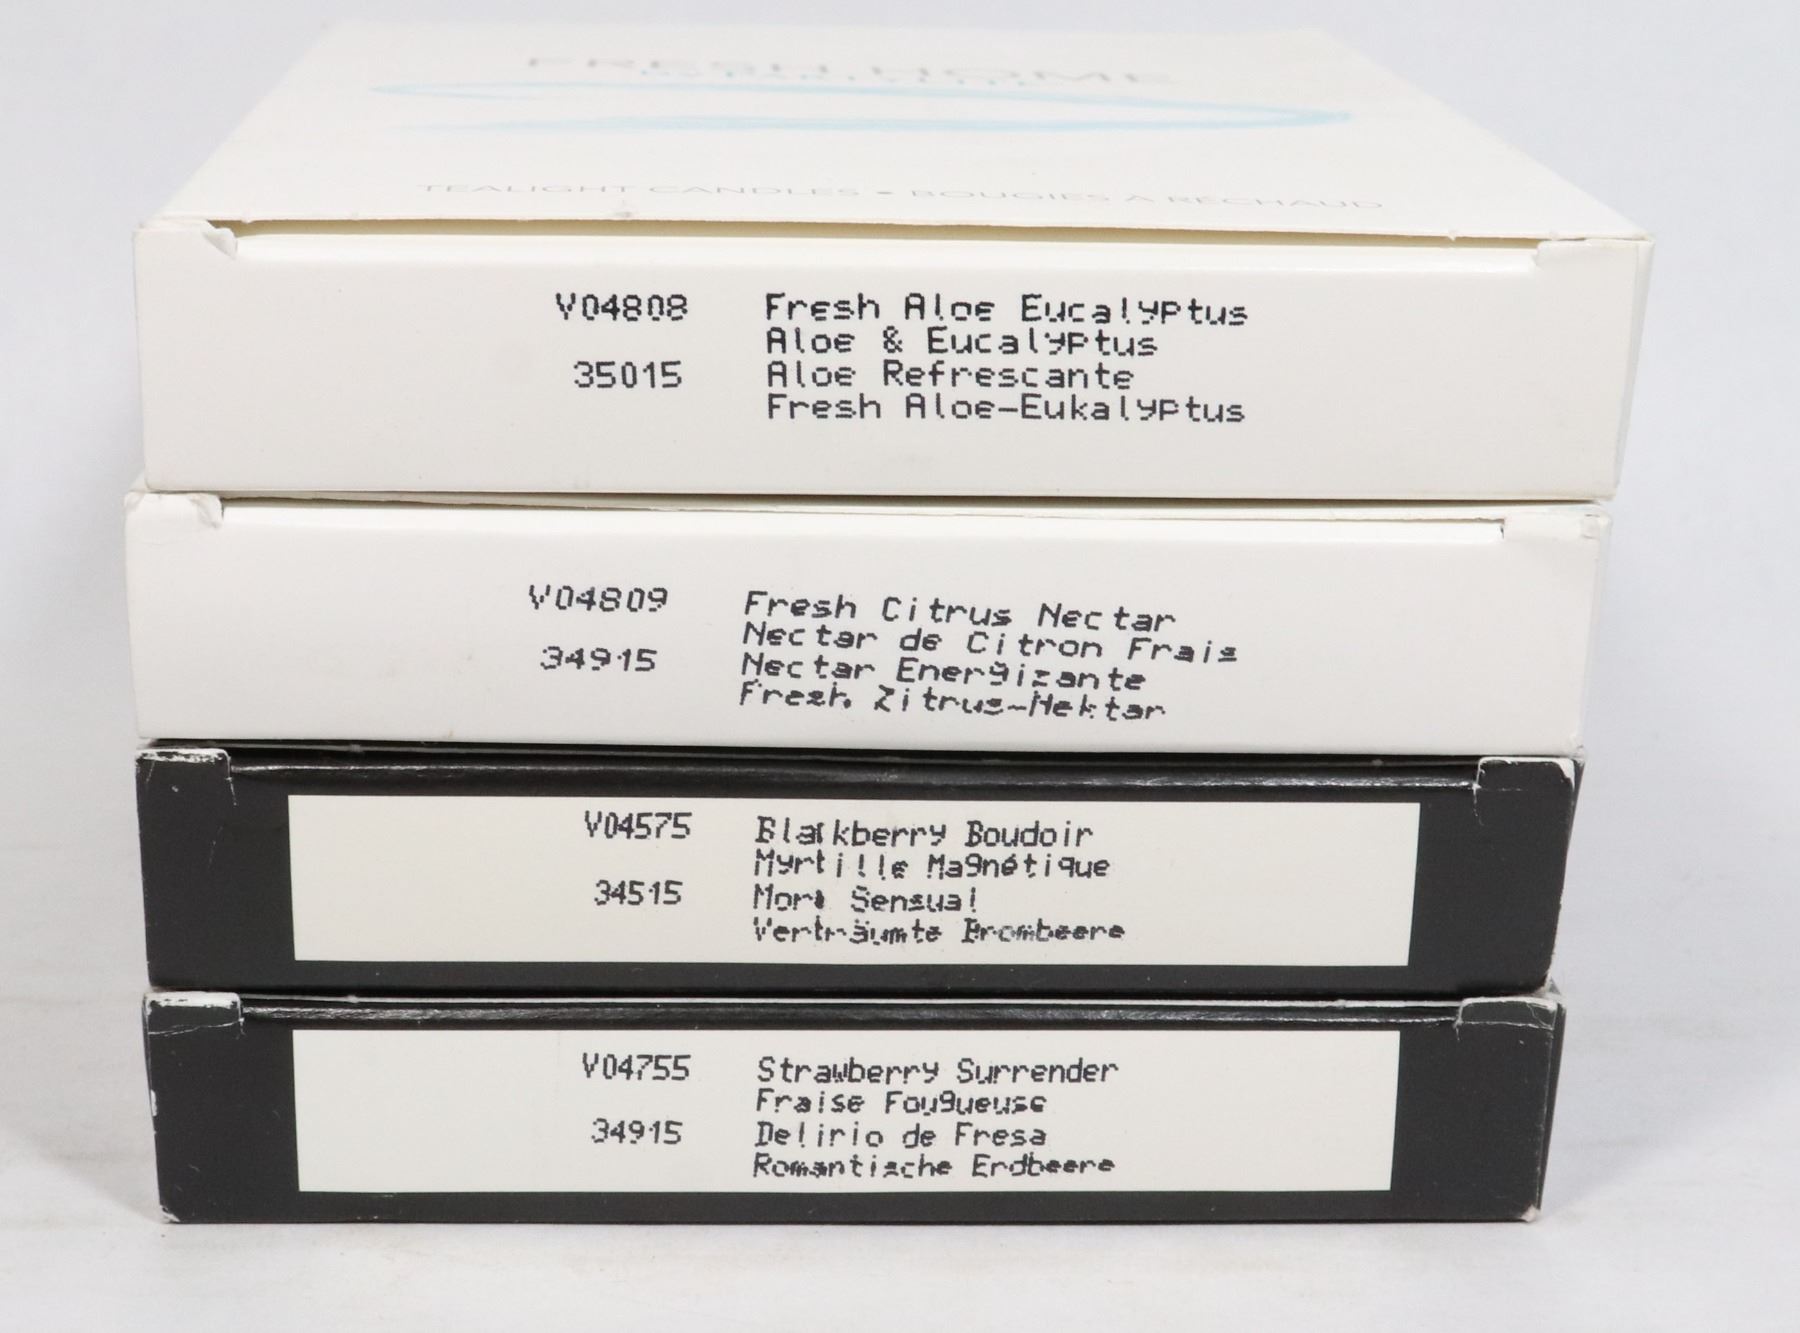 FRESH HOME
BY PARTYLITE
TEALIGHT CANDLES • BOUGIES À RÉCHAUD
V04808 Fresh Aloe Eucalyptus
Aloe & Eucalyptus
35015 Aloe Refrescante
Fresh Aloe-Eukalyptus
V04809 Fresh Citrus Nectar
Nectar de Citron Frais
34915 Nectar Energizante
Fresh Zitrus-Nektar
V04575 Blackberry Boudoir
Myrtille Magnétique
34515 Mora Sensual
Verträumte Brombeere
V04755 Strawberry Surrender
Fraise Fougueuse
34915 Delirio de Fresa
Romantische Erdbeere